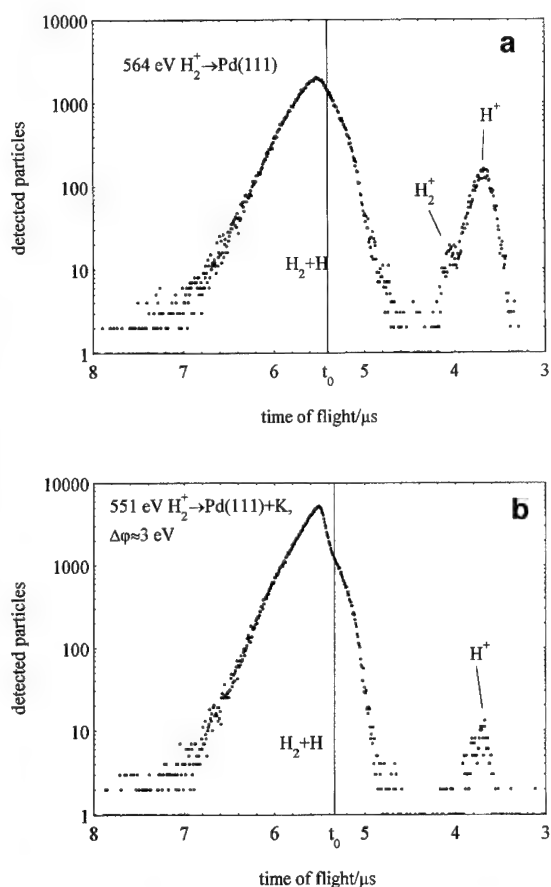 10000
a
564 eV H₂⁺→Pd(111)
1000
H⁺
detected particles
100
H₂⁺
10
H₂+H
1
8 7 6 t₀ 5 4 3
time of flight/μs
10000
551 eV H₂⁺→Pd(111)+K,
b
Δφ≈3 eV
1000
detected particles
100
H⁺
10
H₂+H
1
8 7 6 t₀ 5 4 3
time of flight/μs